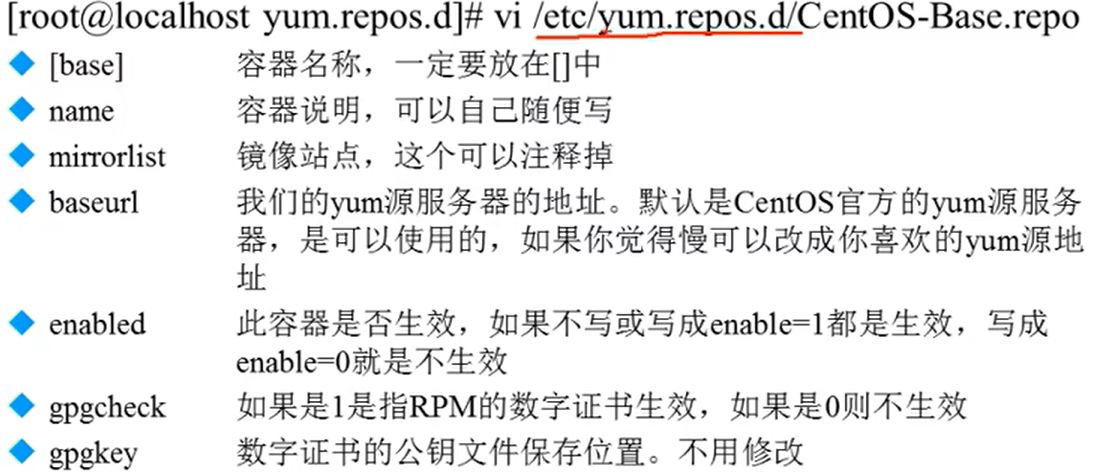 [root@localhost yum.repos.d]# vi /etc/yum.repos.d/CentOS-Base.repo
[base] 容器名称，一定要放在[]中
name 容器说明，可以自己随便写
mirrorlist 镜像站点，这个可以注释掉
baseurl 我们的yum源服务器的地址。默认是CentOS官方的yum源服务
器，是可以使用的，如果你觉得慢可以改成你喜欢的yum源地
址
enabled 此容器是否生效，如果不写或写成enable=1都是生效，写成
enable=0就是不生效
gpgcheck 如果是1是指RPM的数字证书生效，如果是0则不生效
gpgkey 数字证书的公钥文件保存位置。不用修改